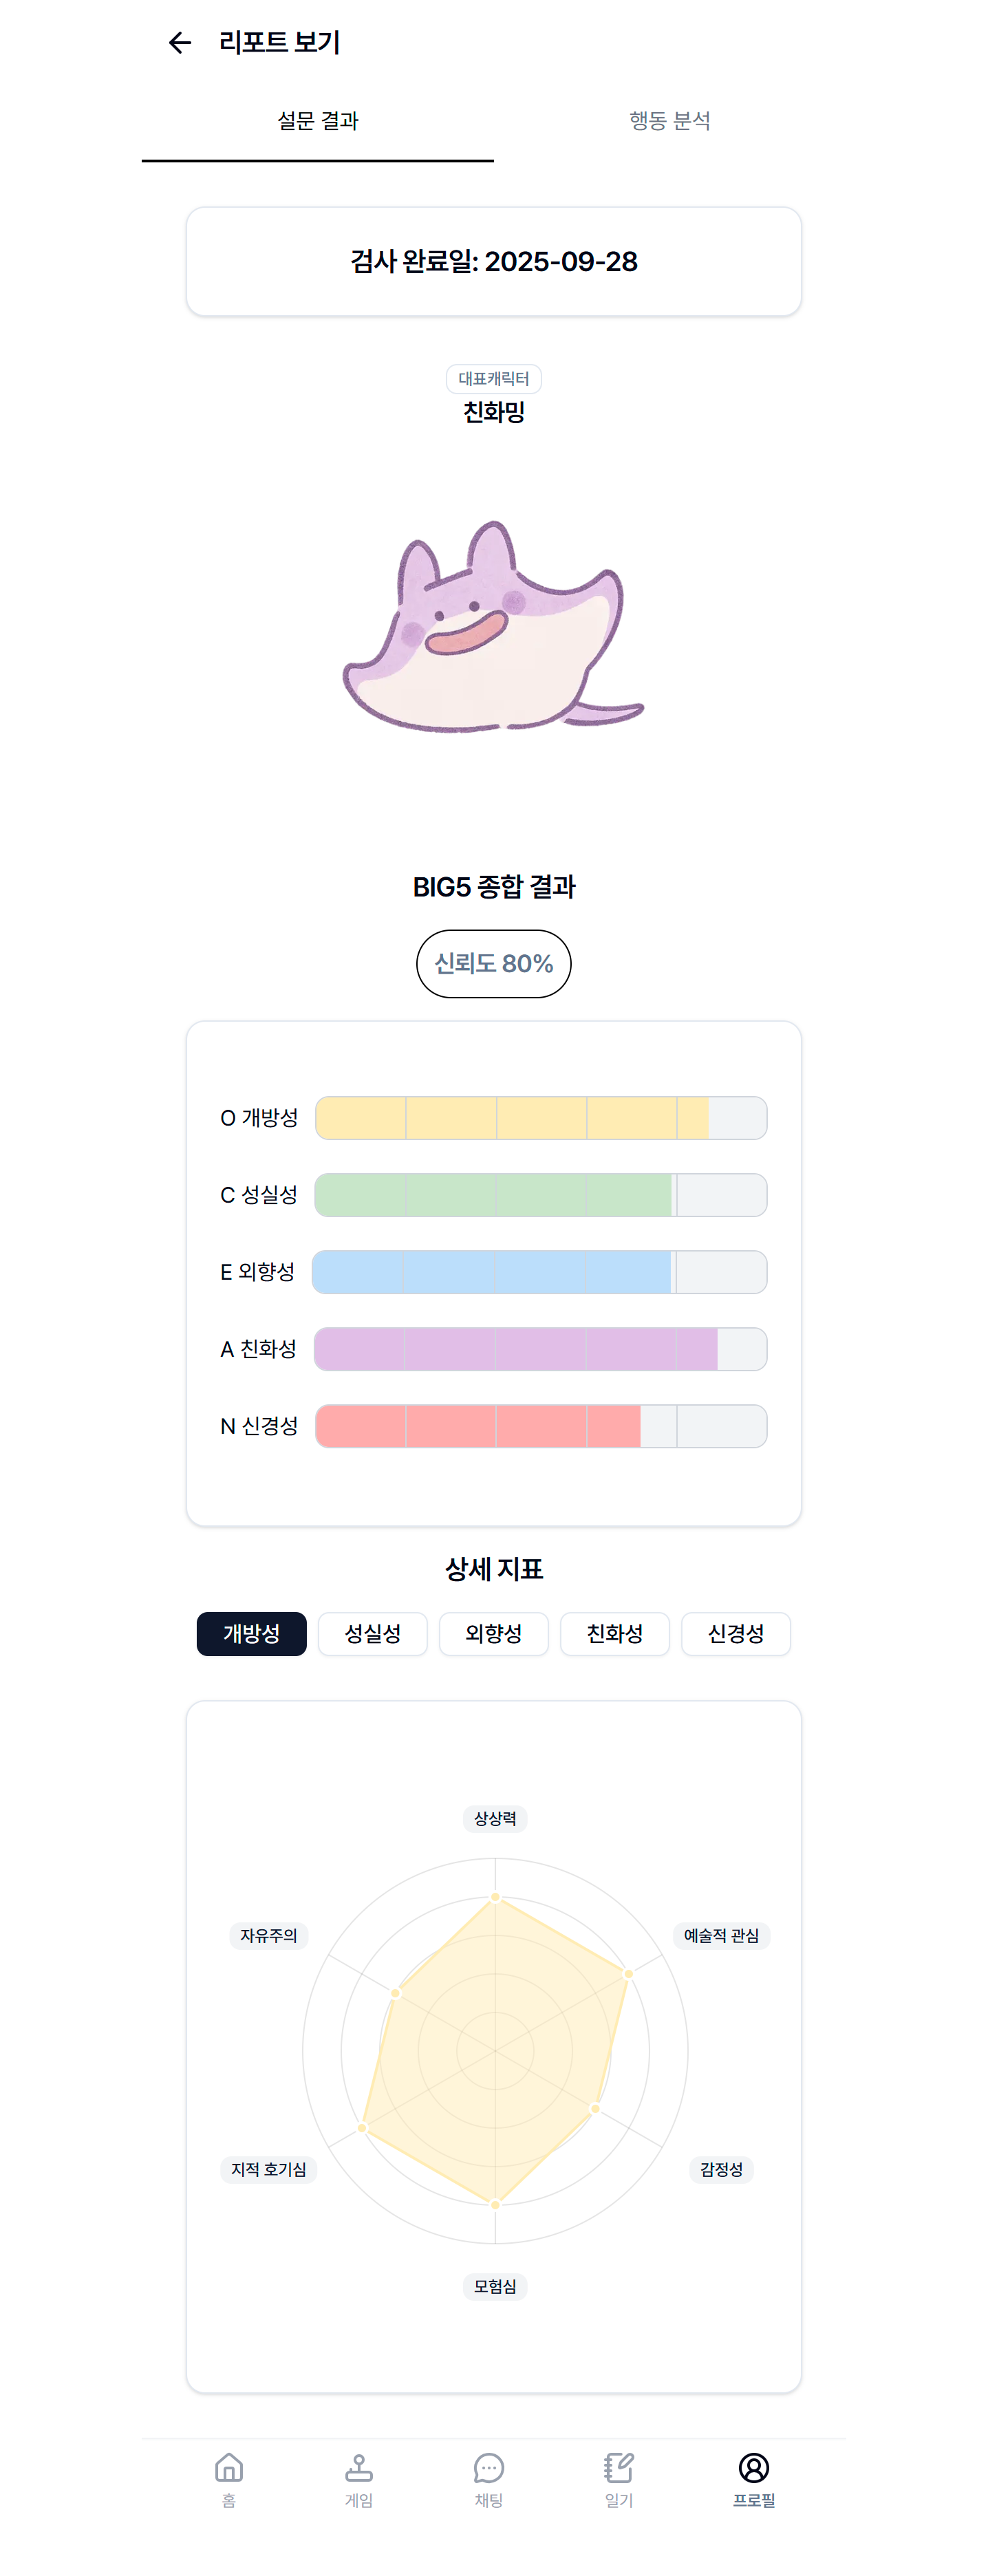 리포트 보기
설문 결과
행동 분석
검사 완료일: 2025-09-28
대표캐릭터
친화밍
BIG5 종합 결과
신뢰도 80%
O 개방성
C 성실성
E 외향성
A 친화성
N 신경성
상세 지표
개방성
성실성
외향성
친화성
신경성
상상력
자유주의
예술적 관심
지적 호기심
감정성
모험심
홈
게임
채팅
일기
프로필